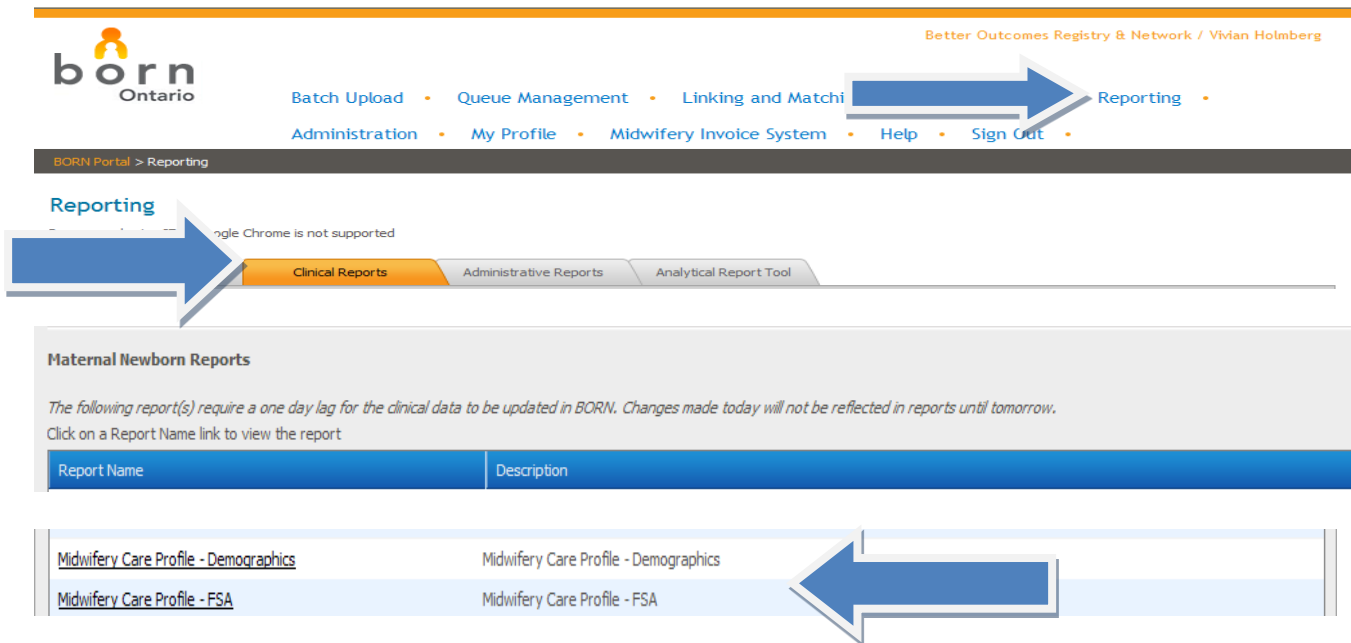 Better Outcomes Registry & Network / Vivian Holmberg
born
Ontario
Batch Upload • Queue Management • Linking and Matchi Reporting •
Administration • My Profile • Midwifery Invoice System • Help • Sign Out •
BORN Portal > Reporting
Reporting
ogle Chrome is not supported
Clinical Reports Administrative Reports Analytical Report Tool
Maternal Newborn Reports
The following report(s) require a one day lag for the clinical data to be updated in BORN. Changes made today will not be reflected in reports until tomorrow.
Click on a Report Name link to view the report
Report Name Description
Midwifery Care Profile - Demographics Midwifery Care Profile - Demographics
Midwifery Care Profile - FSA Midwifery Care Profile - FSA